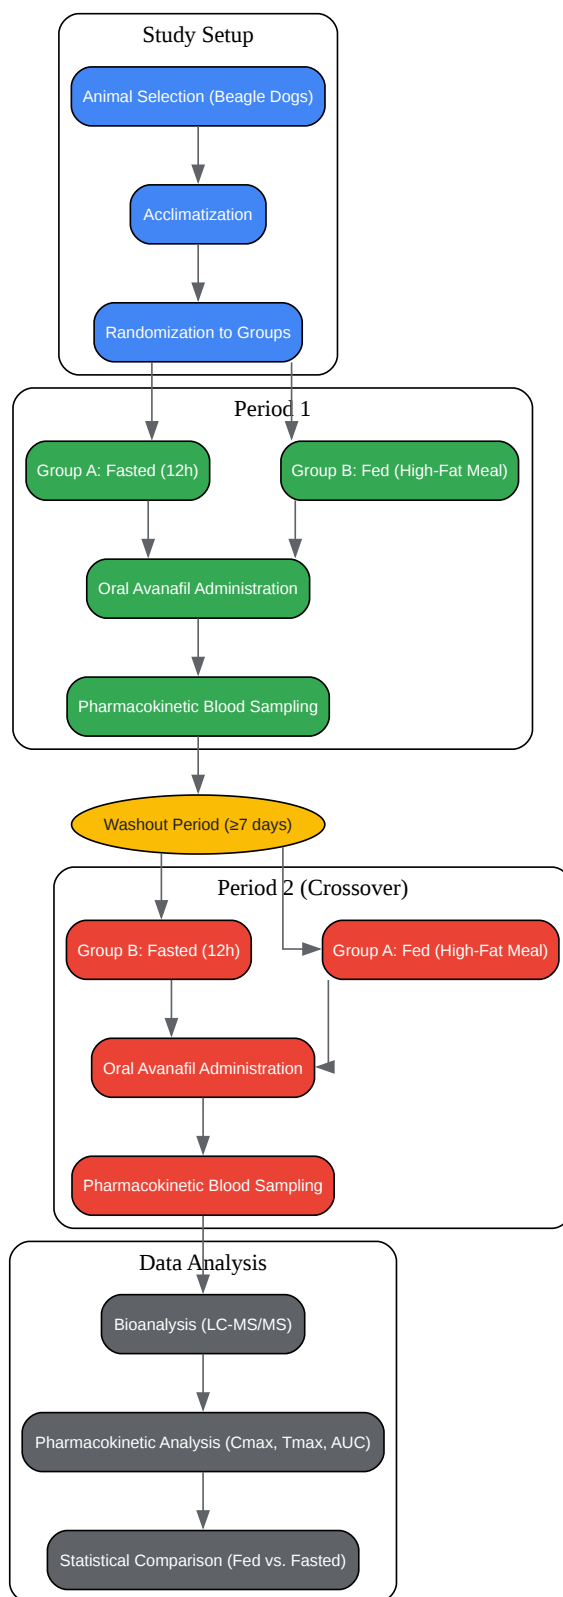 Study Setup
Animal Selection (Beagle Dogs)
Acclimatization
Randomization to Groups
Period 1
Group A: Fasted (12h)
Group B: Fed (High-Fat Meal)
Oral Avanafil Administration
Pharmacokinetic Blood Sampling
Washout Period (≥7 days)
Period 2 (Crossover)
Group B: Fasted (12h)
Group A: Fed (High-Fat Meal)
Oral Avanafil Administration
Pharmacokinetic Blood Sampling
Data Analysis
Bioanalysis (LC-MS/MS)
Pharmacokinetic Analysis (Cmax, Tmax, AUC)
Statistical Comparison (Fed vs. Fasted)